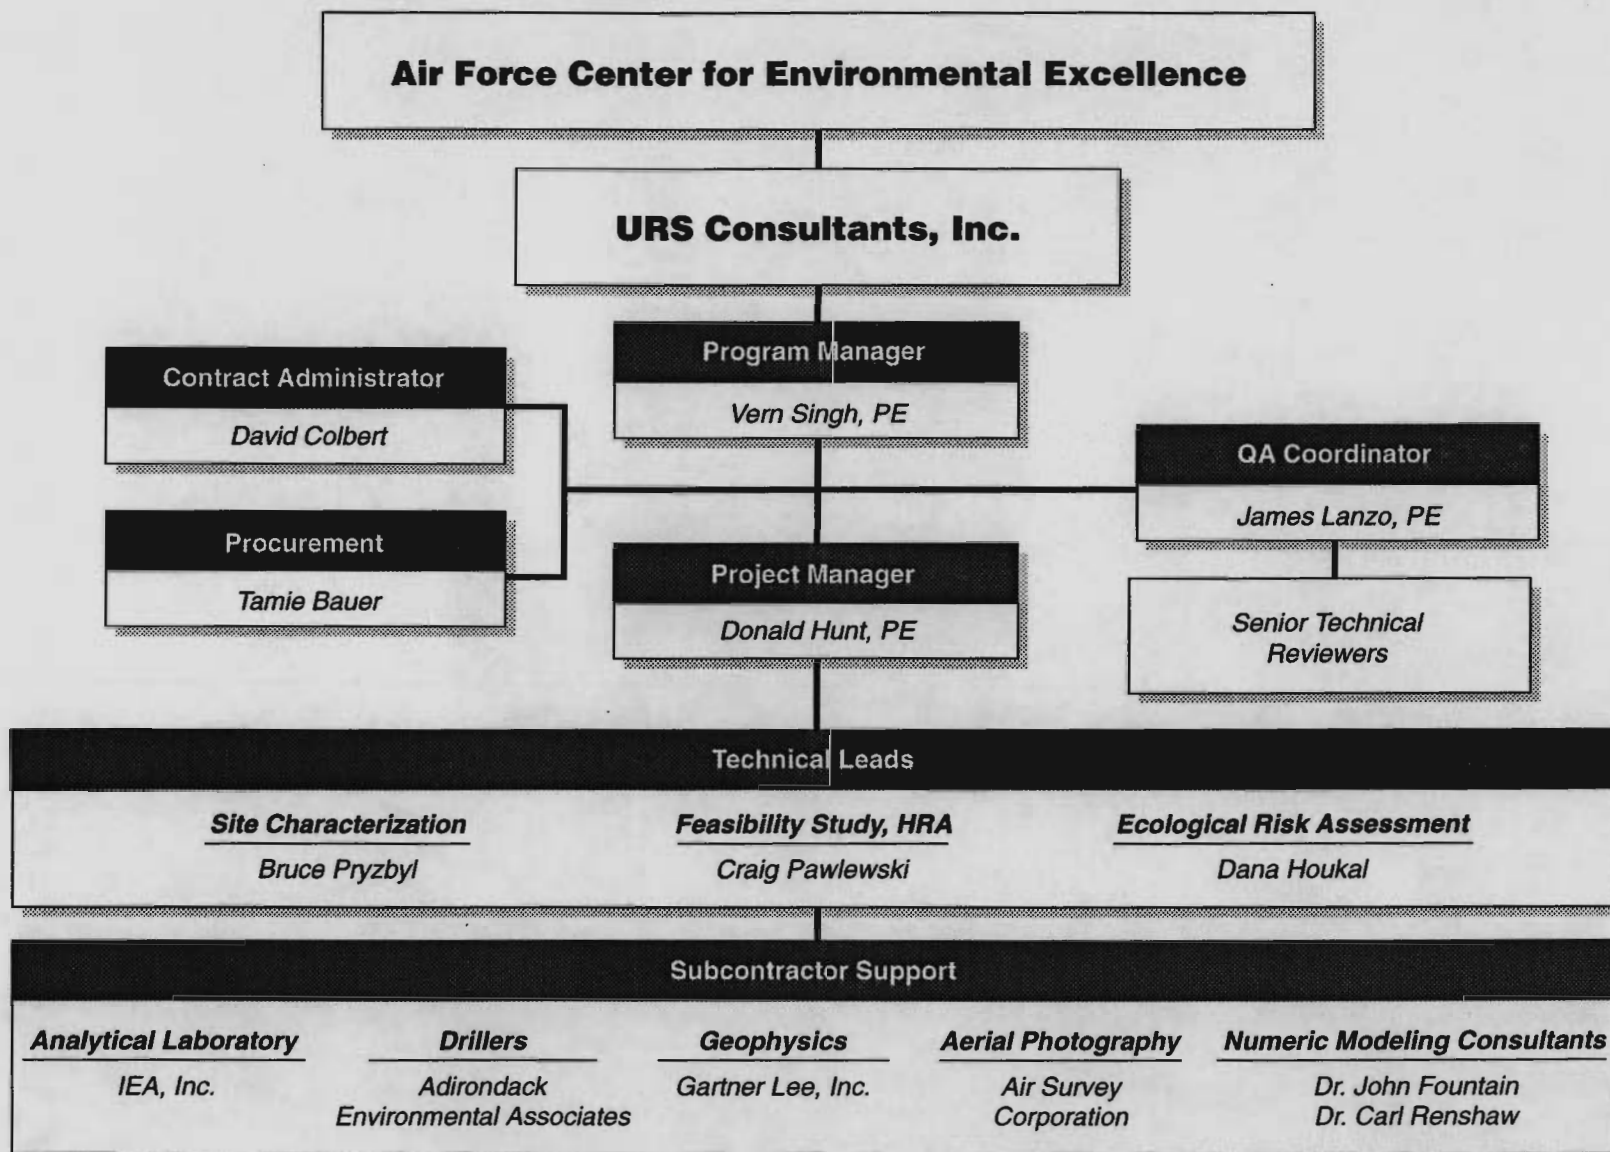 Air Force Center for Environmental Excellence
URS Consultants, Inc.
Program Manager
Vern Singh, PE
Contract Administrator
David Colbert
QA Coordinator
James Lanzo, PE
Procurement
Tamie Bauer
Project Manager
Donald Hunt, PE
Senior Technical
Reviewers
Technical Leads
Site Characterization
Bruce Pryzbyl
Feasibility Study, HRA
Craig Pawlewski
Ecological Risk Assessment
Dana Houkal
Subcontractor Support
Analytical Laboratory
IEA, Inc.
Drillers
Adirondack
Environmental Associates
Geophysics
Gartner Lee, Inc.
Aerial Photography
Air Survey
Corporation
Numeric Modeling Consultants
Dr. John Fountain
Dr. Carl Renshaw